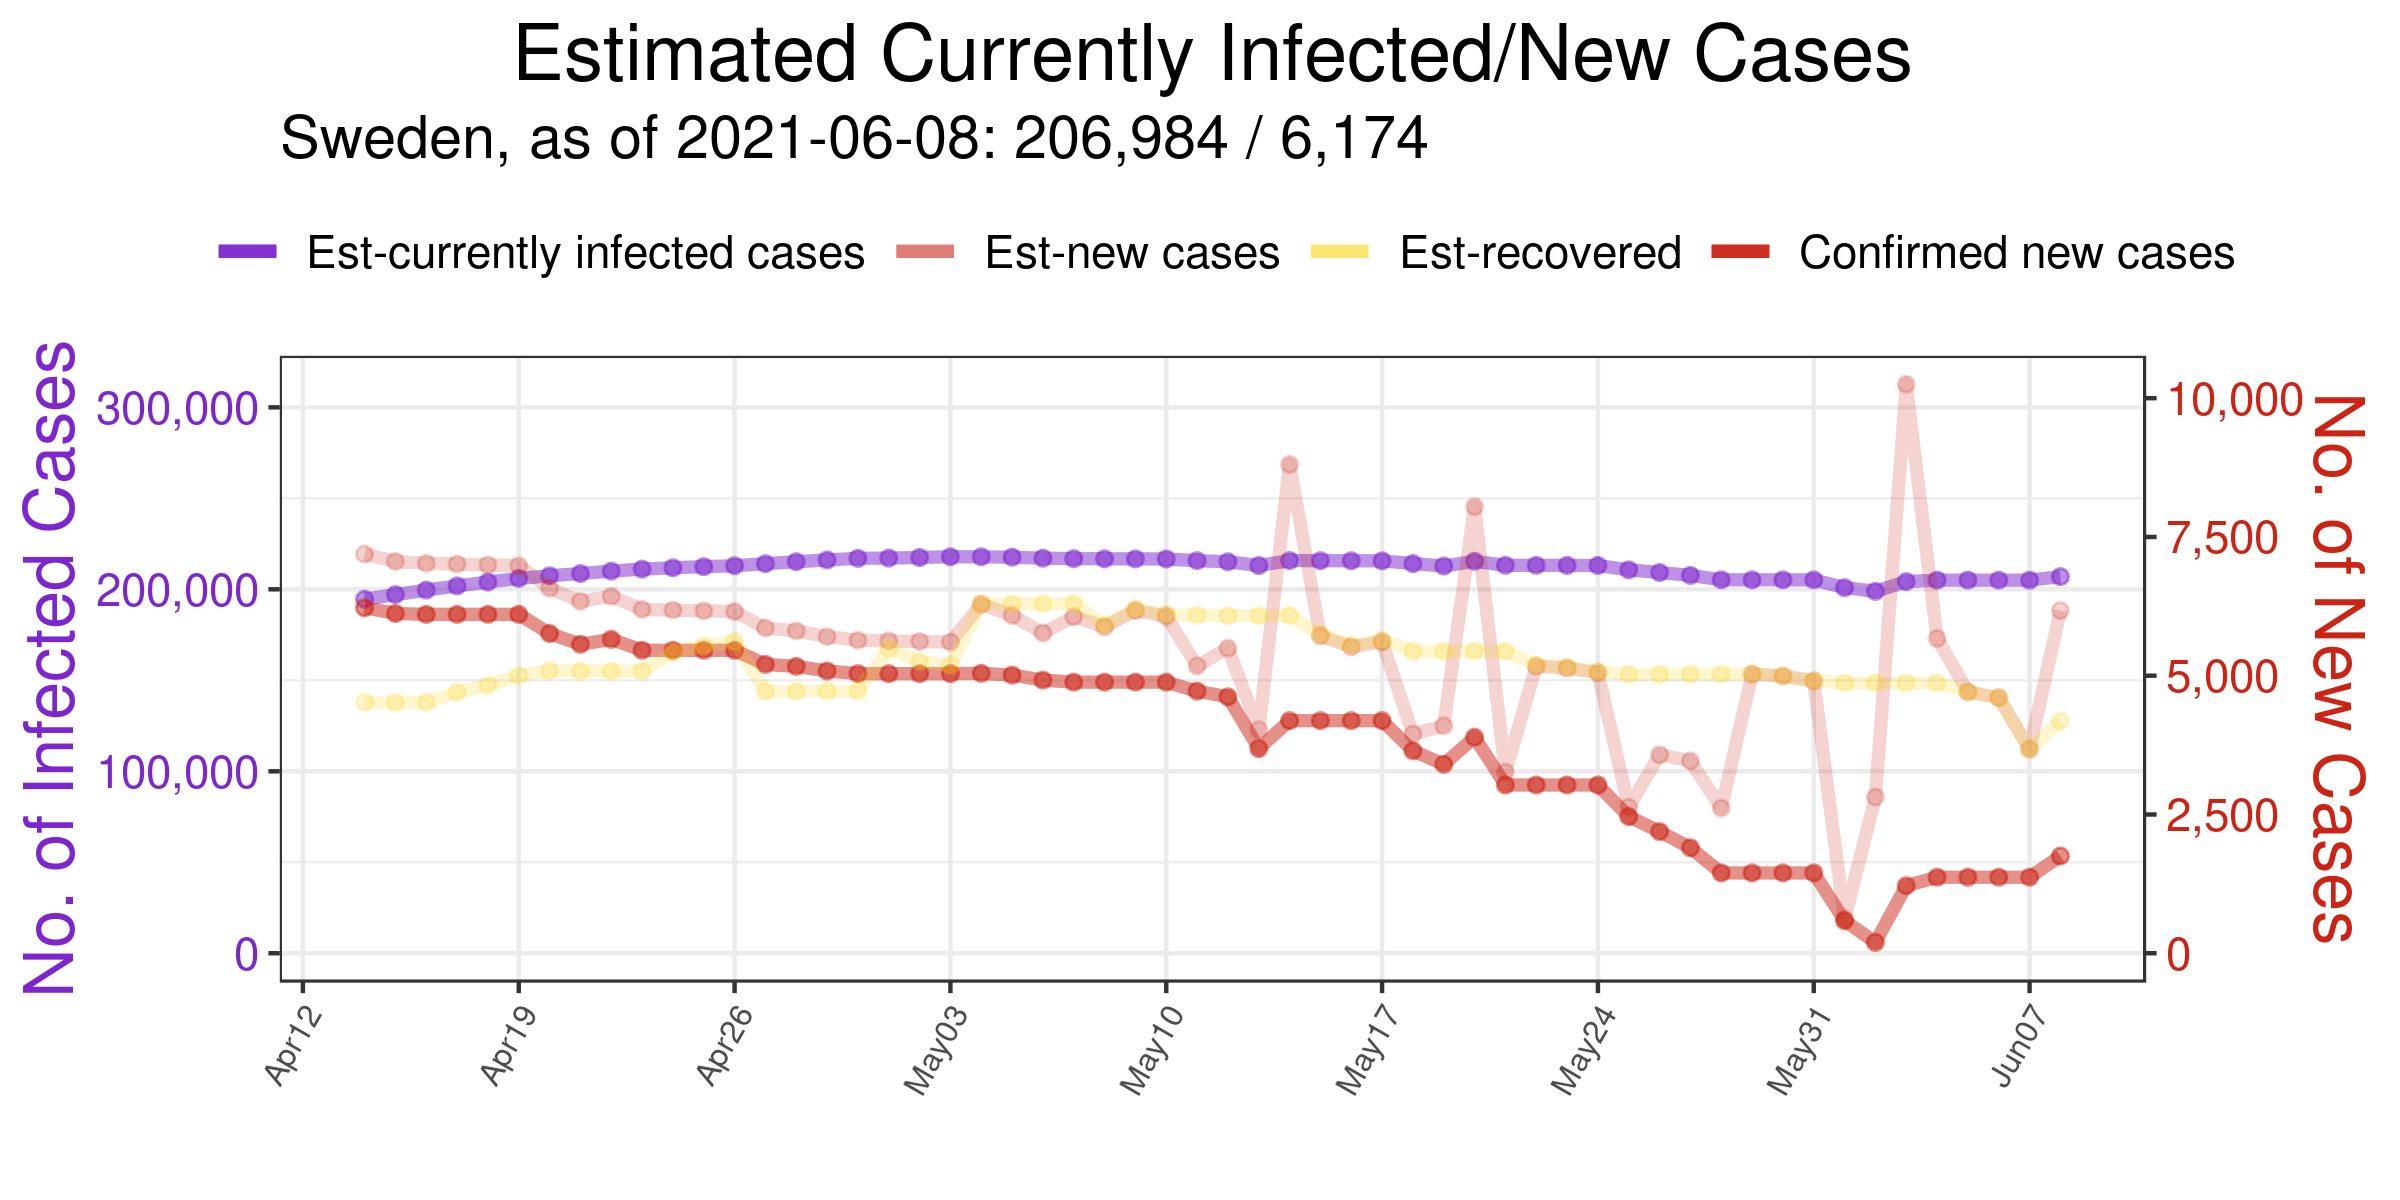 Estimated Currently Infected/New Cases
Sweden, as of 2021-06-08: 206,984 / 6,174
Est-currently infected cases Est-new cases Est-recovered Confirmed new cases
No. of Infected Cases
300,000
200,000
100,000
0
10,000
7,500
5,000
2,500
0
No. of New Cases
Apr12 Apr19 Apr26 May03 May10 May17 May24 May31 Jun07